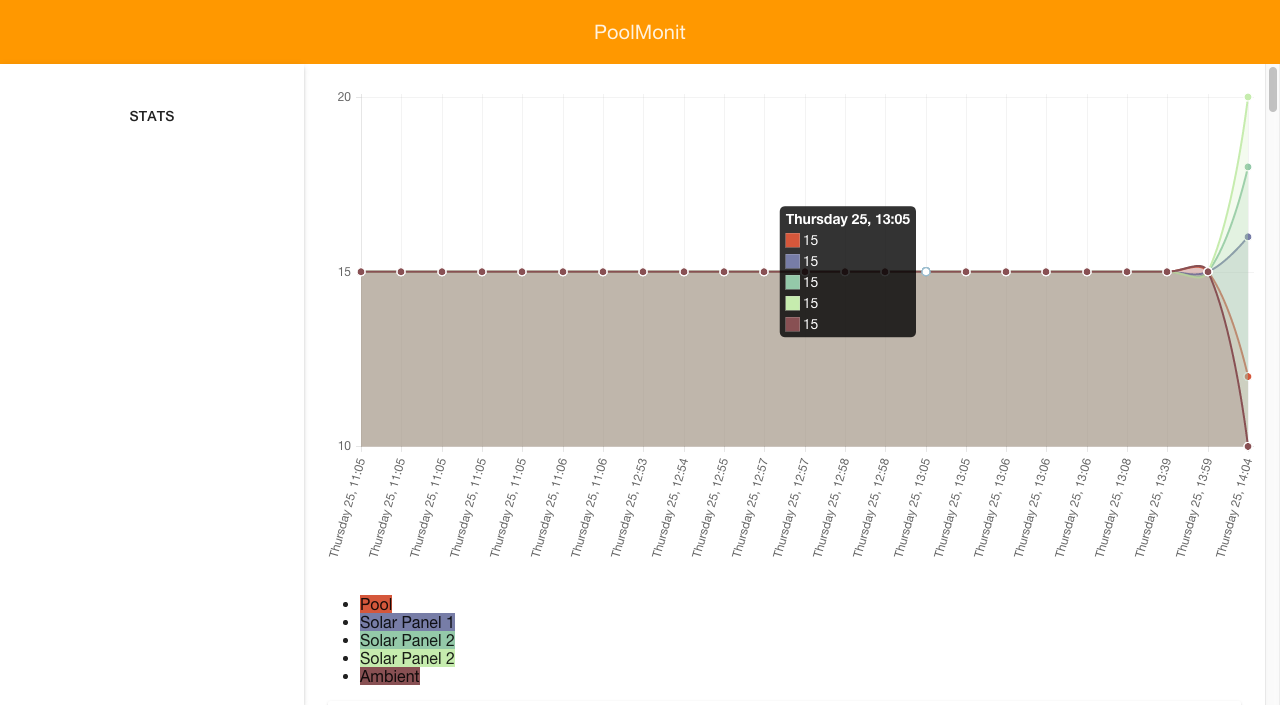 PoolMonit
STATS
20
15
10
Thursday 25, 13:05
15
15
15
15
15
Thursday 25, 11:05
Thursday 25, 11:05
Thursday 25, 11:05
Thursday 25, 11:05
Thursday 25, 11:05
Thursday 25, 11:06
Thursday 25, 11:06
Thursday 25, 12:53
Thursday 25, 12:54
Thursday 25, 12:55
Thursday 25, 12:57
Thursday 25, 12:57
Thursday 25, 12:58
Thursday 25, 12:58
Thursday 25, 13:05
Thursday 25, 13:05
Thursday 25, 13:06
Thursday 25, 13:06
Thursday 25, 13:06
Thursday 25, 13:08
Thursday 25, 13:39
Thursday 25, 13:59
Thursday 25, 14:04
Pool
Solar Panel 1
Solar Panel 2
Solar Panel 2
Ambient